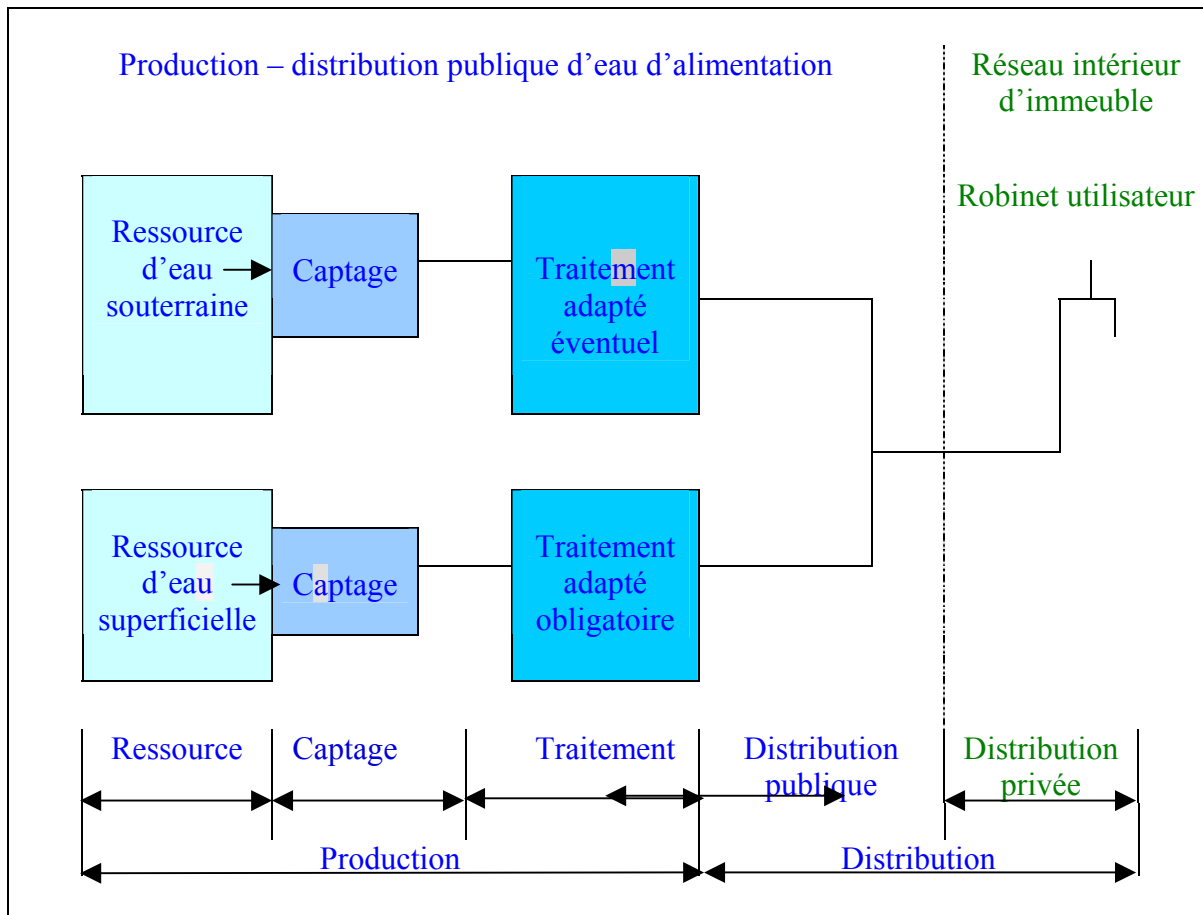 Production – distribution publique d’eau d’alimentation
Réseau intérieur
d’immeuble
Robinet utilisateur
Ressource
d’eau
souterraine
Captage
Traitement
adapté
éventuel
Ressource
d’eau
superficielle
Captage
Traitement
adapté
obligatoire
Ressource
Captage
Traitement
Distribution
publique
Distribution
privée
Production
Distribution